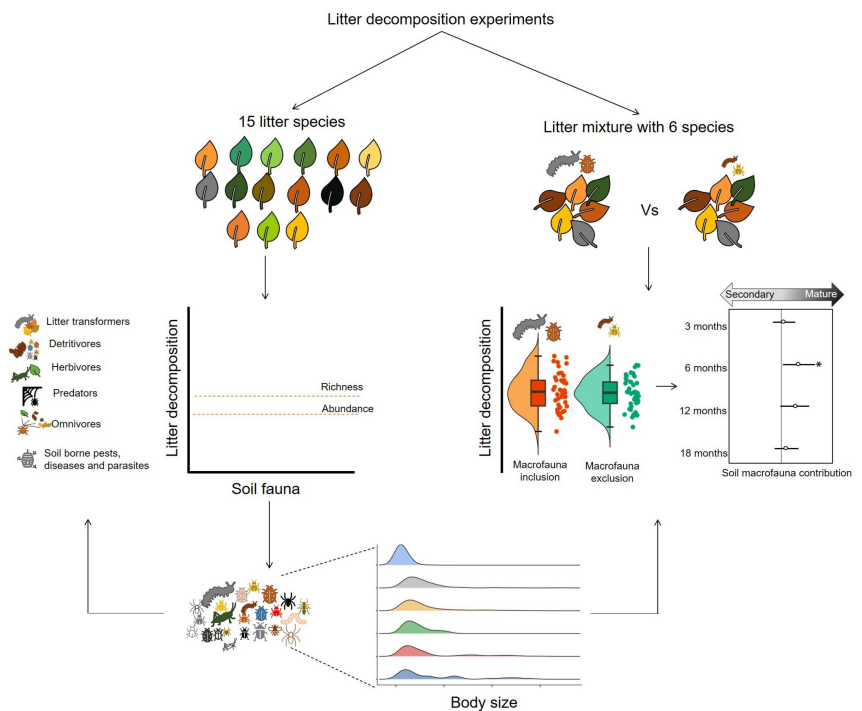 Litter decomposition experiments
15 litter species
Litter mixture with 6 species
Vs
Litter transformers
Detritivores
Herbivores
Predators
Omnivores
Soil borne pests,
diseases and parasites
Litter decomposition
Richness
Abundance
Soil fauna
Litter decomposition
Macrofauna
inclusion
Macrofauna
exclusion
Secondary
Mature
3 months
6 months
*
12 months
18 months
Soil macrofauna contribution
Body size